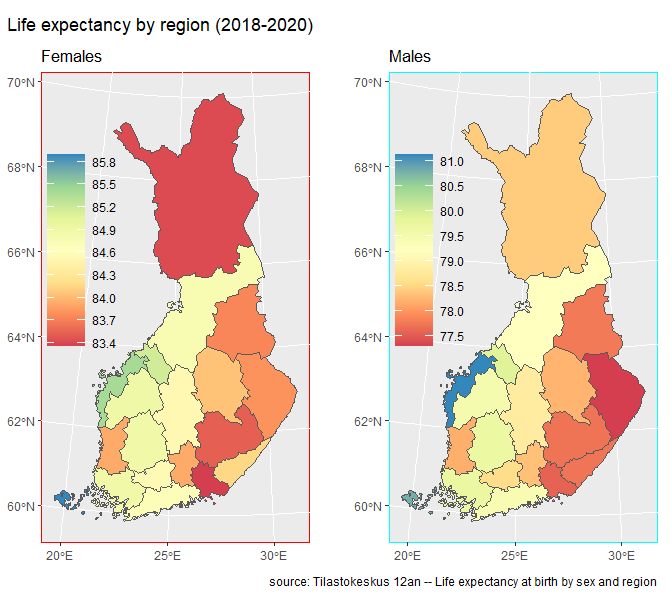 Life expectancy by region (2018-2020)
Females
Males
70°N
68°N
66°N
64°N
62°N
60°N
85.8
85.5
85.2
84.9
84.6
84.3
84.0
83.7
83.4
20°E 25°E 30°E
70°N
68°N
66°N
64°N
62°N
60°N
81.0
80.5
80.0
79.5
79.0
78.5
78.0
77.5
20°E 25°E 30°E
source: Tilastokeskus 12an -- Life expectancy at birth by sex and region